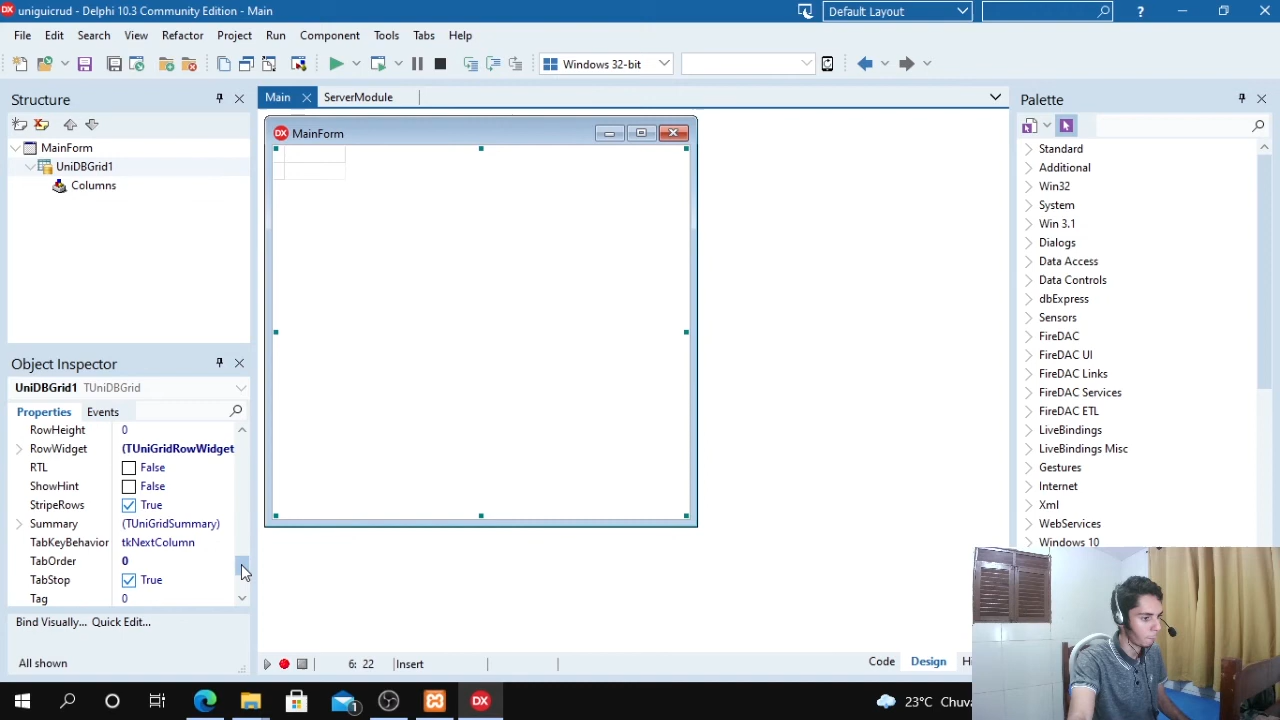 uniguicrud - Delphi 10.3 Community Edition - Main
Default Layout
File Edit Search View Refactor Project Run Component Tools Tabs Help
Windows 32-bit
Structure
MainForm
UniDBGrid1
Columns
Object Inspector
UniDBGrid1 TUniDBGrid
Properties Events
RowHeight 0
RowWidget (TUniGridRowWidget
RTL False
ShowHint False
StripeRows True
Summary (TUniGridSummary)
TabKeyBehavior tkNextColumn
TabOrder 0
TabStop True
Tag 0
Bind Visually... Quick Edit...
All shown
Main ServerModule
MainForm
6: 22 Insert
Code Design
Palette
Standard
Additional
Win32
System
Win 3.1
Dialogs
Data Access
Data Controls
dbExpress
Sensors
FireDAC
FireDAC UI
FireDAC Links
FireDAC Services
FireDAC ETL
LiveBindings
LiveBindings Misc
Gestures
Internet
Xml
WebServices
Windows 10
1
DX
23°C Chuva